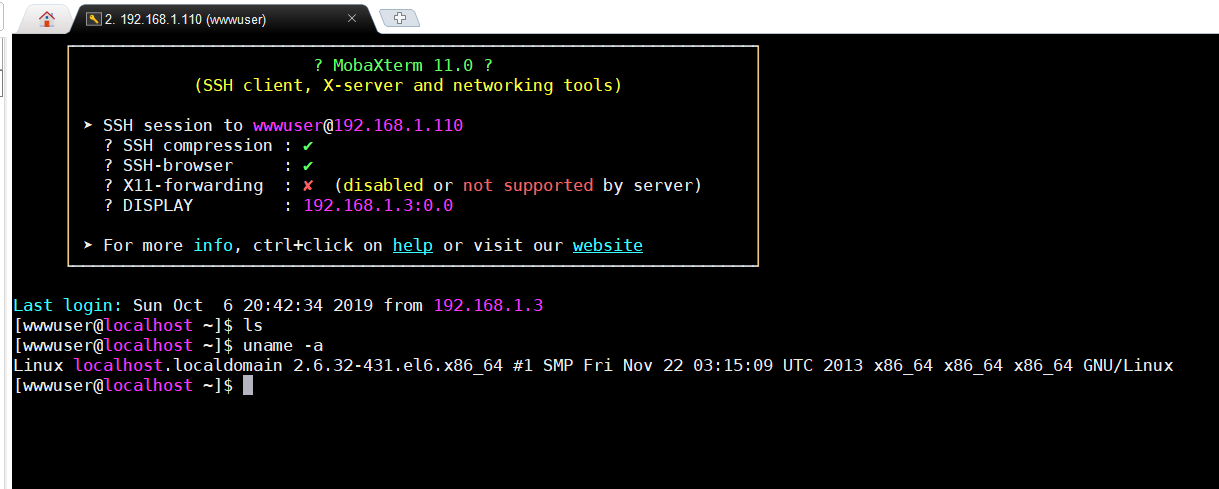 2. 192.168.1.110 (wwwuser)
? MobaXterm 11.0 ?
(SSH client, X-server and networking tools)
➤ SSH session to wwwuser@192.168.1.110
? SSH compression : ✔
? SSH-browser : ✔
? X11-forwarding : ✘ (disabled or not supported by server)
? DISPLAY : 192.168.1.3:0.0
➤ For more info, ctrl+click on help or visit our website
Last login: Sun Oct 6 20:42:34 2019 from 192.168.1.3
[wwwuser@localhost ~]$ ls
[wwwuser@localhost ~]$ uname -a
Linux localhost.localdomain 2.6.32-431.el6.x86_64 #1 SMP Fri Nov 22 03:15:09 UTC 2013 x86_64 x86_64 x86_64 GNU/Linux
[wwwuser@localhost ~]$